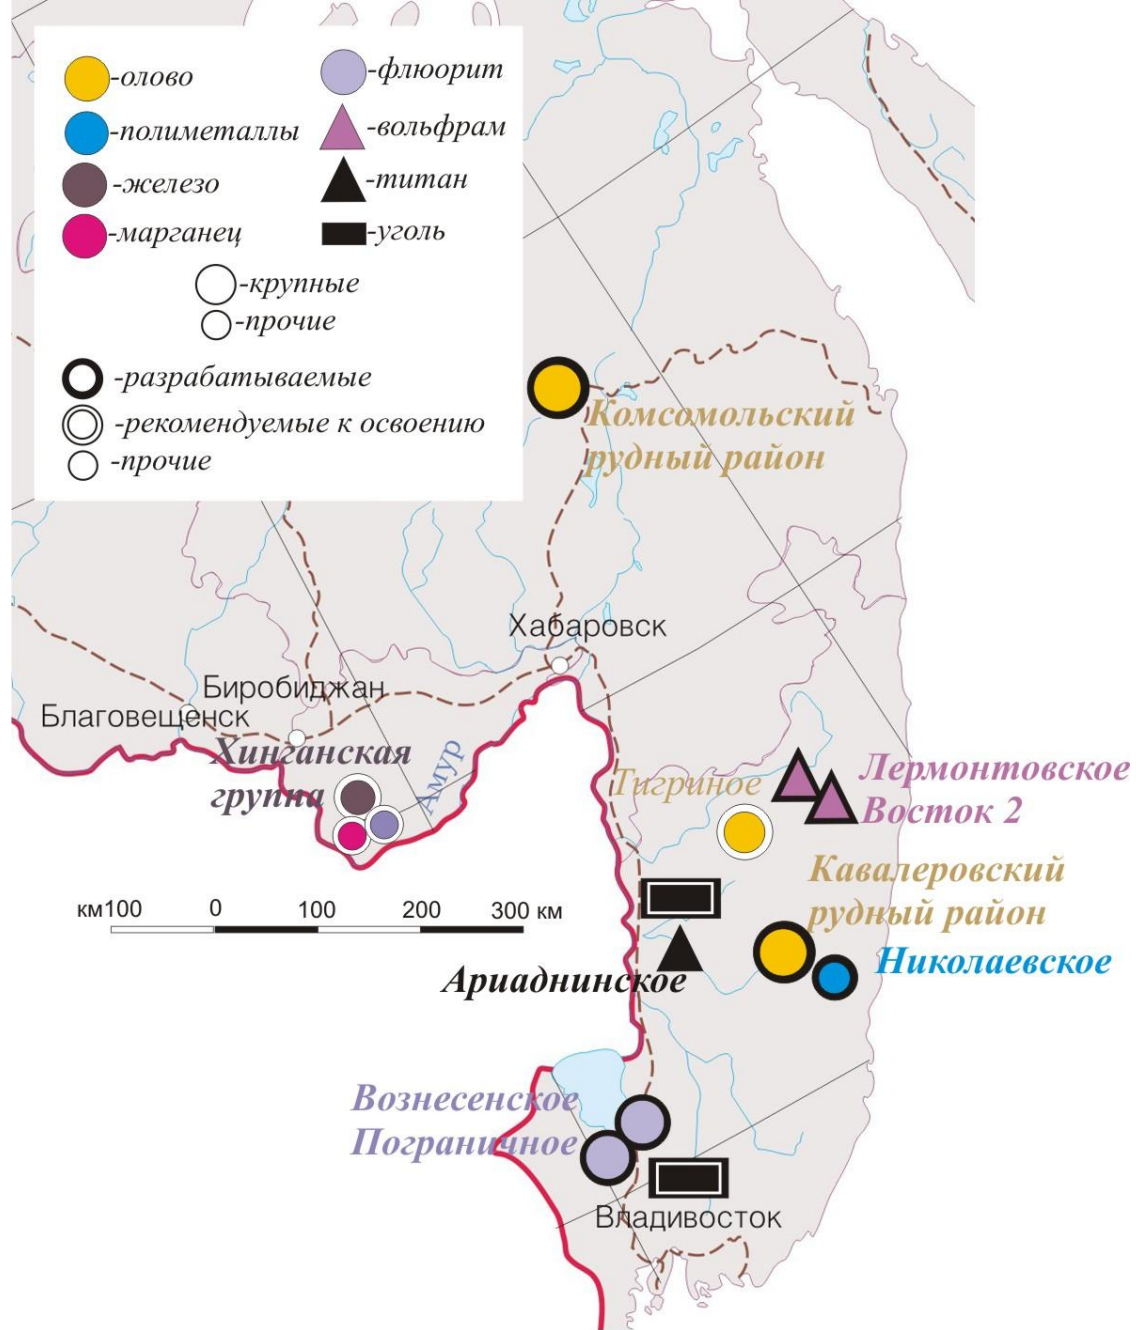 -олово
-полиметаллы
-железо
-марганец
-флюорит
-вольфрам
-титан
-уголь
-крупные
-прочие
-разрабатываемые
-рекомендуемые к освоению
-прочие
Комсомольский
рудный район
Хабаровск
Биробиджан
Благовещенск
Хинганская
группа
Амур
Тигриное
Лермонтовское
Восток 2
Кавалеровский
рудный район
км100 0 100 200 300 км
Николаевское
Ариаднинское
Вознесенское
Пограничное
Владивосток